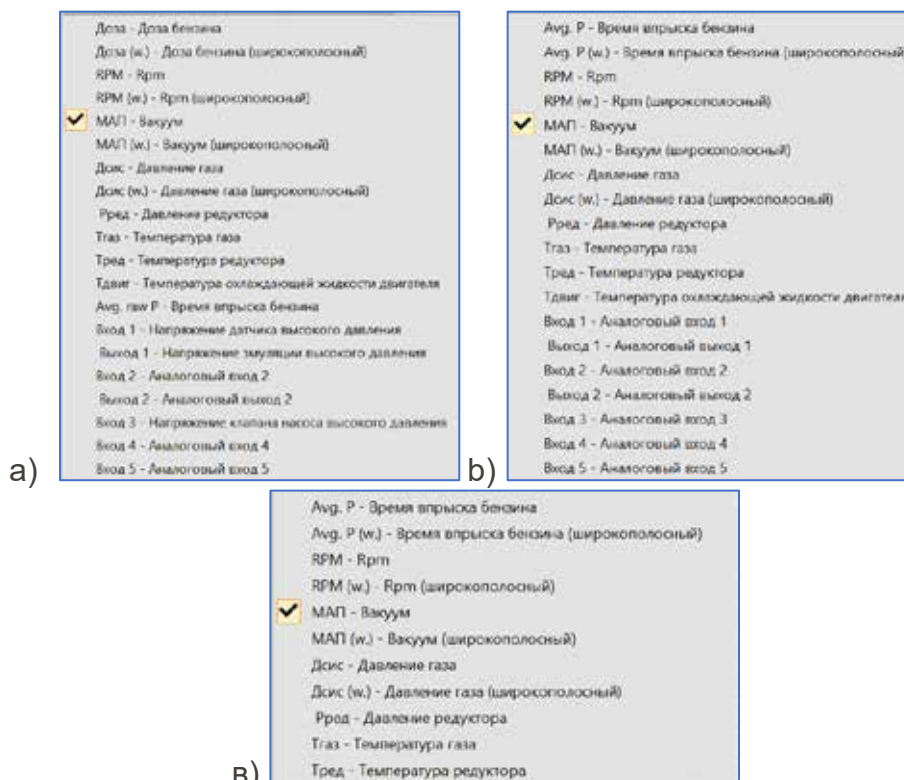 Доза - Доза бензина
Доза (w.) - Доза бензина (широкополосный)
RPM - Rpm
RPM (w.) - Rpm (широкополосный)
МАП - Вакуум
МАП (w.) - Вакуум (широкополосный)
Дсис - Давление газа
Дсис (w.) - Давление газа (широкополосный)
Pред - Давление редуктора
Тгаз - Температура газа
Тред - Температура редуктора
Тдвиг - Температура охлаждающей жидкости двигателя
Avg. raw P - Время впрыска бензина
Вход 1 - Напряжение датчика высокого давления
Выход 1 - Напряжение эмуляции высокого давления
Вход 2 - Аналоговый вход 2
Выход 2 - Аналоговый выход 2
Вход 3 - Напряжение клапана насоса высокого давления
Вход 4 - Аналоговый вход 4
Вход 5 - Аналоговый вход 5
a)
Avg. P - Время впрыска бензина
Avg. P (w.) - Время впрыска бензина (широкополосный
RPM - Rpm
RPM (w.) - Rpm (широкополосный)
МАП - Вакуум
МАП (w.) - Вакуум (широкополосный)
Дсис - Давление газа
Дсис (w.) - Давление газа (широкополосный)
Pред - Давление редуктора
Тгаз - Температура газа
Тред - Температура редуктора
Тдвиг - Температура охлаждающей жидкости двигателя
Вход 1 - Аналоговый вход 1
Выход 1 - Аналоговый выход 1
Вход 2 - Аналоговый вход 2
Выход 2 - Аналоговый выход 2
Вход 3 - Аналоговый вход 3
Вход 4 - Аналоговый вход 4
Вход 5 - Аналоговый вход 5
b)
Avg. P - Время впрыска бензина
Avg. P (w.) - Время впрыска бензина (широкополосный)
RPM - Rpm
RPM (w.) - Rpm (широкополосный)
МАП - Вакуум
МАП (w.) - Вакуум (широкополосный)
Дсис - Давление газа
Дсис (w.) - Давление газа (широкополосный)
Pред - Давление редуктора
Тгаз - Температура газа
Тред - Температура редуктора
в)